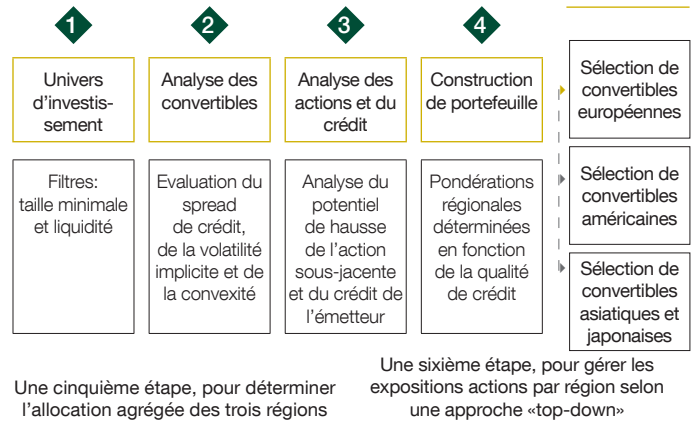 1
Univers
d’investis-
sement
Filtres:
taille minimale
et liquidité
2
Analyse des
convertibles
Evaluation du
spread
de crédit,
de la volatilité
implicite et de
la convexité
3
Analyse des
actions et du
crédit
Analyse du
potentiel
de hausse
de l’action
sous-jacente
et du crédit de
l’émetteur
4
Construction
de portefeuille
Pondérations
régionales
déterminées
en fonction
de la qualité
de crédit
Sélection de
convertibles
européennes
Sélection de
convertibles
américaines
Sélection de
convertibles
asiatiques et
japonaises
Une cinquième étape, pour déterminer
l’allocation agrégée des trois régions
Une sixième étape, pour gérer les
expositions actions par région selon
une approche «top-down»